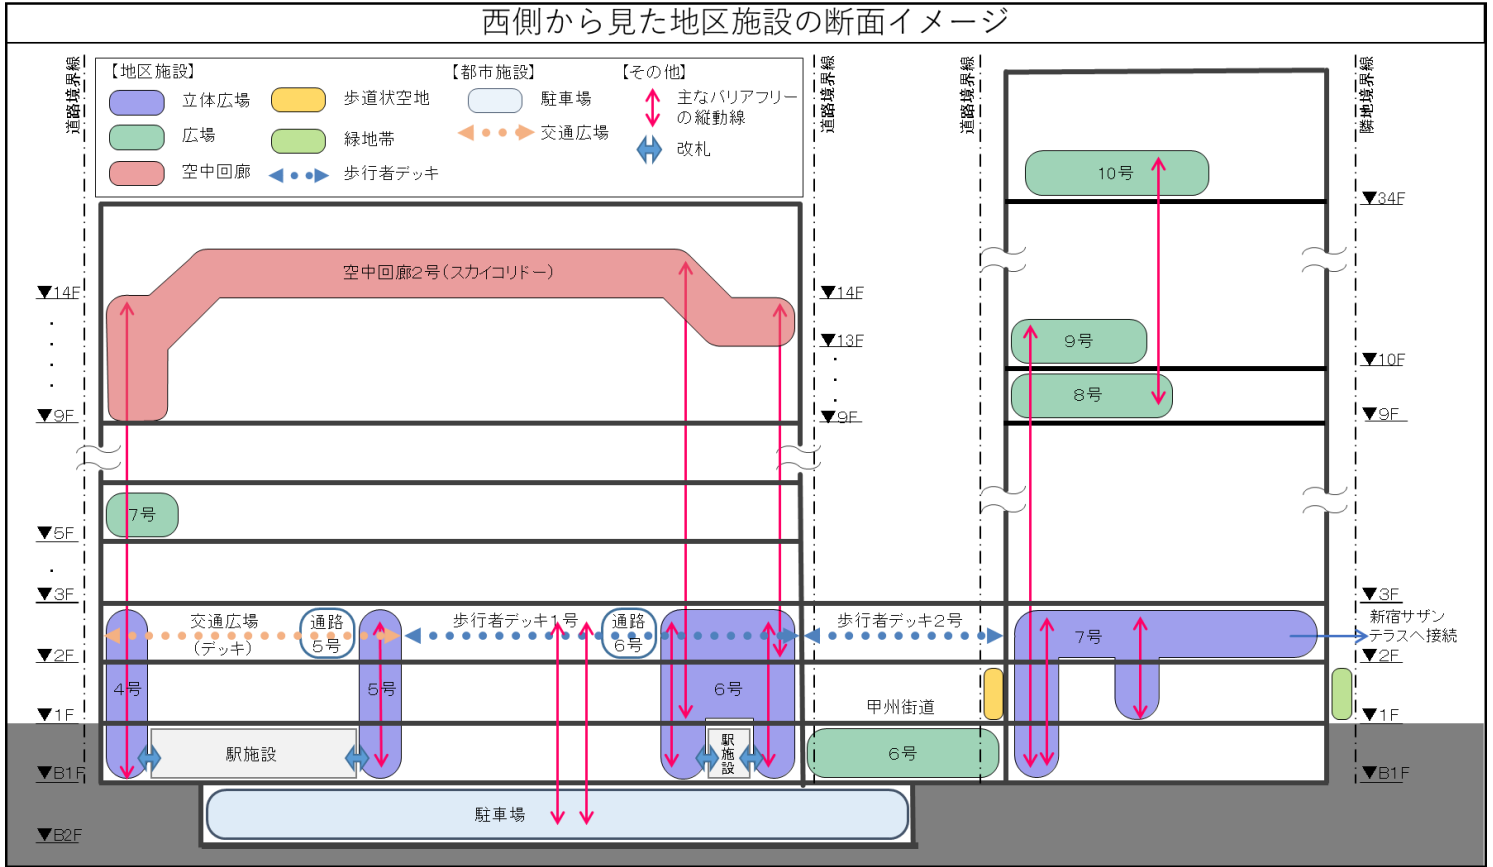 西側から見た地区施設の断面イメージ
道路境界線
【地区施設】
立体広場
広場
空中回廊
歩道状空地
緑地帯
歩行者デッキ
【都市施設】
駐車場
交通広場
【その他】
主なバリアフリー
の縦動線
改札
道路境界線
道路境界線
隣地境界線
10号
▼34F
空中回廊2号(スカイコリドー)
▼14F
▼14F
▼13F
9号
▼10F
8号
▼9F
▼9F
▼9F
7号
▼5F
▼3F
▼3F
交通広場
(デッキ)
通路
5号
歩行者デッキ1号
通路
6号
歩行者デッキ2号
7号
新宿サザン
テラスへ接続
▼2F
▼2F
4号
5号
6号
甲州街道
▼1F
▼1F
駅施設
駅施設
6号
▼B1F
▼B1F
駐車場
▼B2F